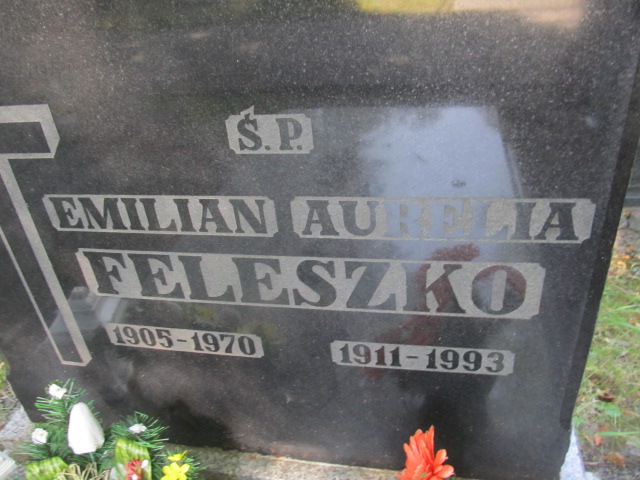 Ś.P.
EMILIAN AURELIA
FELESZKO
1905-1970 1911-1993